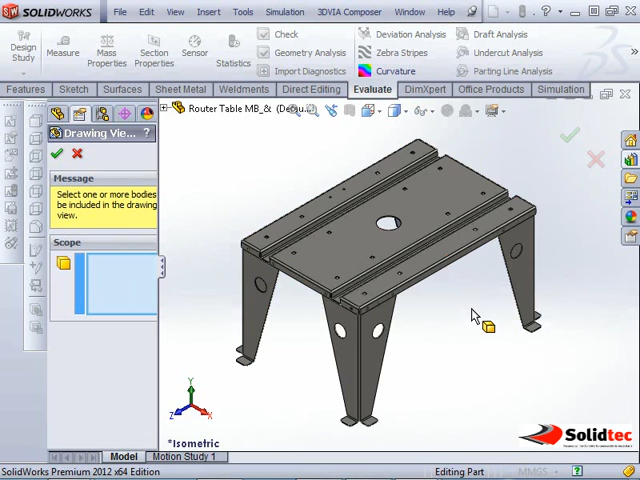 SW SOLIDWORKS File Edit View Insert Tools Simulation 3DVIA Composer Window Help
Design Study
Measure
Mass Properties
Section Properties
Sensor
Statistics
Check
Geometry Analysis
Import Diagnostics
Deviation Analysis
Zebra Stripes
Curvature
Draft Analysis
Undercut Analysis
Parting Line Analysis
Features Sketch Surfaces Sheet Metal Weldments Direct Editing Evaluate DimXpert Office Products Simulation
Router Table MB_& (Defau...
Drawing Vie... ?
Message
Select one or more bodies
be included in the drawing
view.
Scope
Y
Z X
*Isometric
Solidtec
Model Motion Study 1
SolidWorks Premium 2012 x64 Edition Editing Part MMGS ?